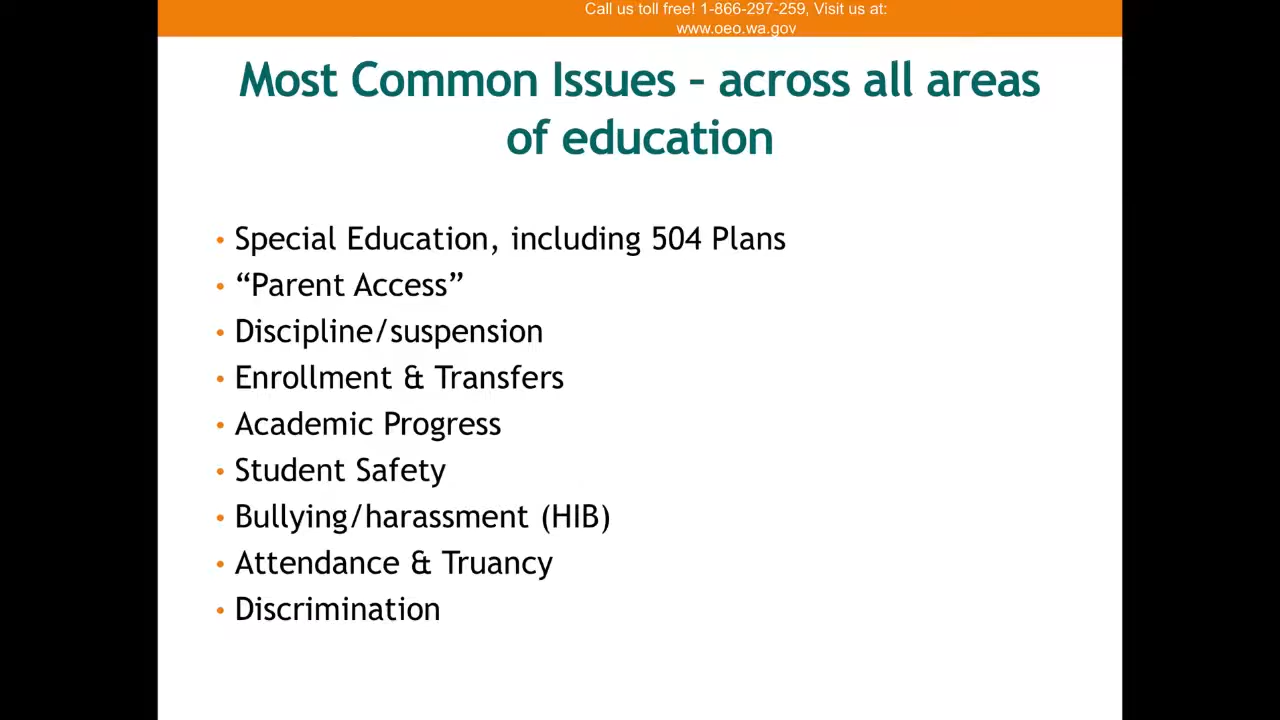 Call us toll free! 1-866-297-259, Visit us at:
www.oeo.wa.gov
Most Common Issues – across all areas
of education
• Special Education, including 504 Plans
• “Parent Access”
• Discipline/suspension
• Enrollment & Transfers
• Academic Progress
• Student Safety
• Bullying/harassment (HIB)
• Attendance & Truancy
• Discrimination